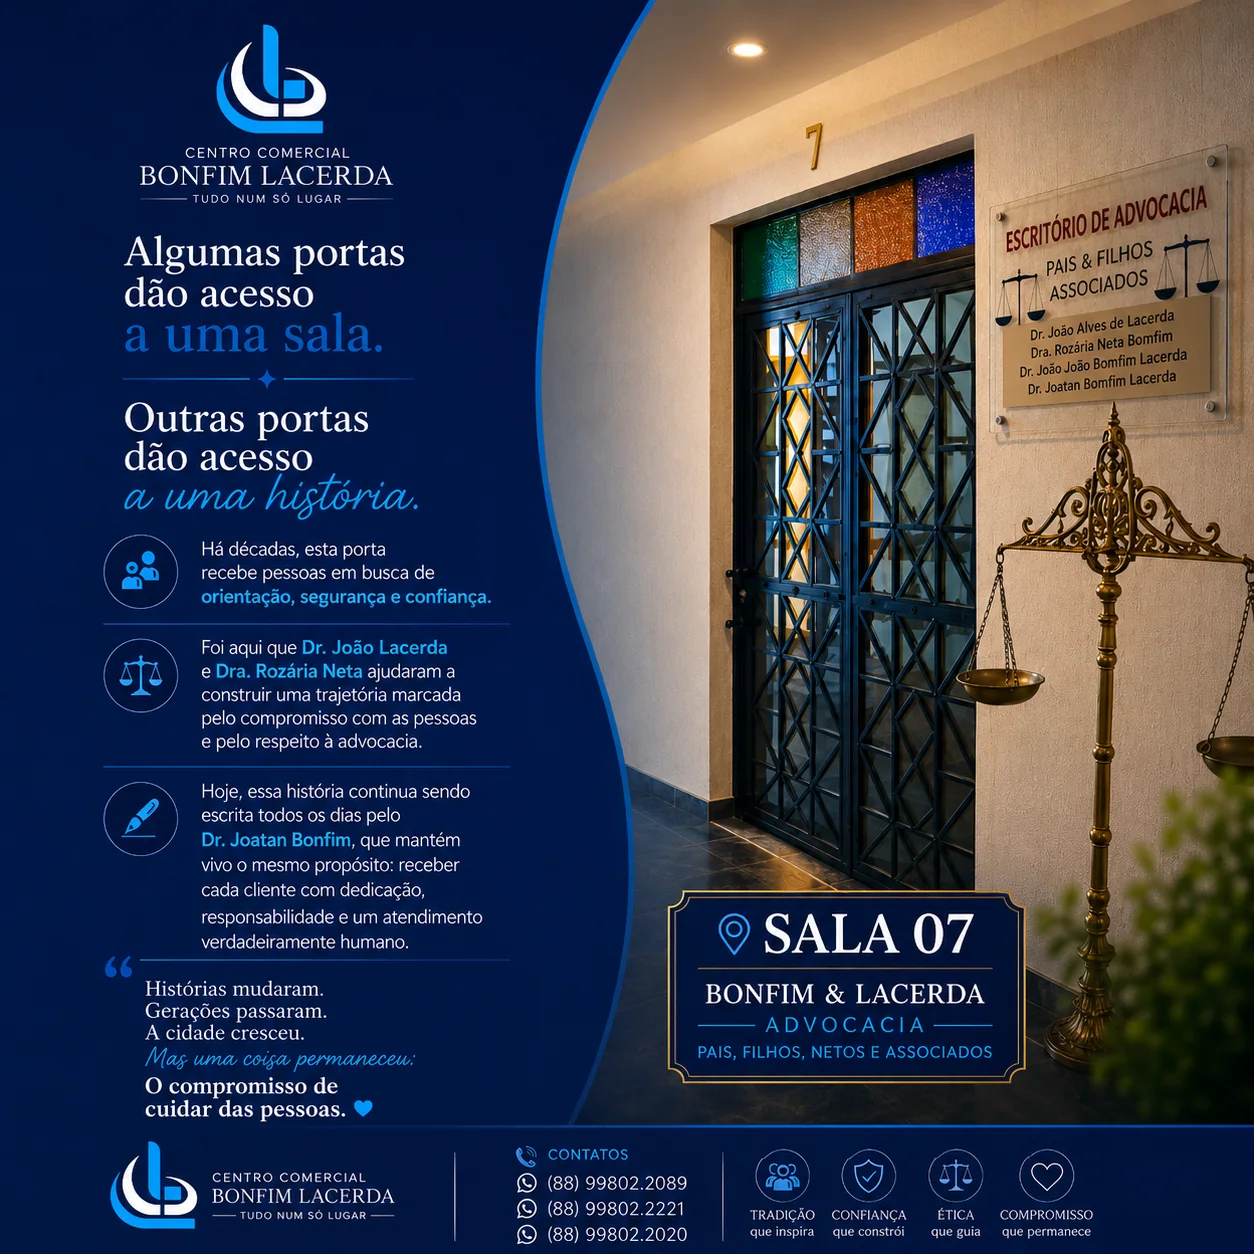 CENTRO COMERCIAL
BONFIM LACERDA
TUDO NUM SÓ LUGAR
Algumas portas
dão acesso
a uma sala.
Outras portas
dão acesso
a uma história.
Há décadas, esta porta
recebe pessoas em busca de
orientação, segurança e confiança.
Foi aqui que Dr. João Lacerda
e Dra. Rozária Neta ajudaram a
construir uma trajetória marcada
pelo compromisso com as pessoas
e pelo respeito à advocacia.
Hoje, essa história continua sendo
escrita todos os dias pelo
Dr. Joatan Bonfim, que mantém
vivo o mesmo propósito: receber
cada cliente com dedicação,
responsabilidade e um atendimento
verdadeiramente humano.
“
Histórias mudaram.
Gerações passaram.
A cidade cresceu.
Mas uma coisa permaneceu:
O compromisso de
cuidar das pessoas.
7
ESCRITÓRIO DE ADVOCACIA
PAIS & FILHOS
ASSOCIADOS
Dr. João Alves de Lacerda
Dra. Rozária Neta Bomfim
Dr. João João Bomfim Lacerda
Dr. Joatan Bomfim Lacerda
SALA 07
BONFIM & LACERDA
ADVOCACIA
PAIS, FILHOS, NETOS E ASSOCIADOS
CENTRO COMERCIAL
BONFIM LACERDA
TUDO NUM SÓ LUGAR
CONTATOS
(88) 99802.2089
(88) 99802.2221
(88) 99802.2020
TRADIÇÃO
que inspira
CONFIANÇA
que constrói
ÉTICA
que guia
COMPROMISSO
que permanece